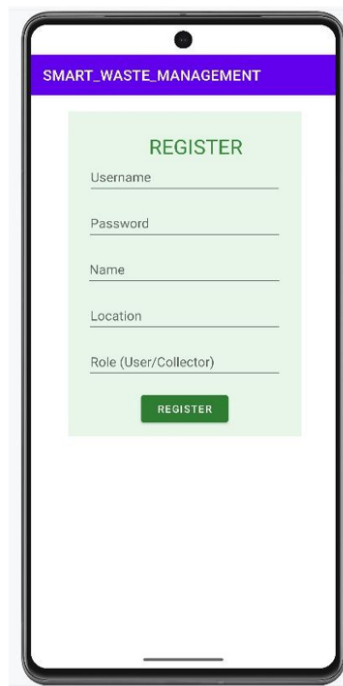 SMART_WASTE_MANAGEMENT
REGISTER
Username
Password
Name
Location
Role (User/Collector)
REGISTER